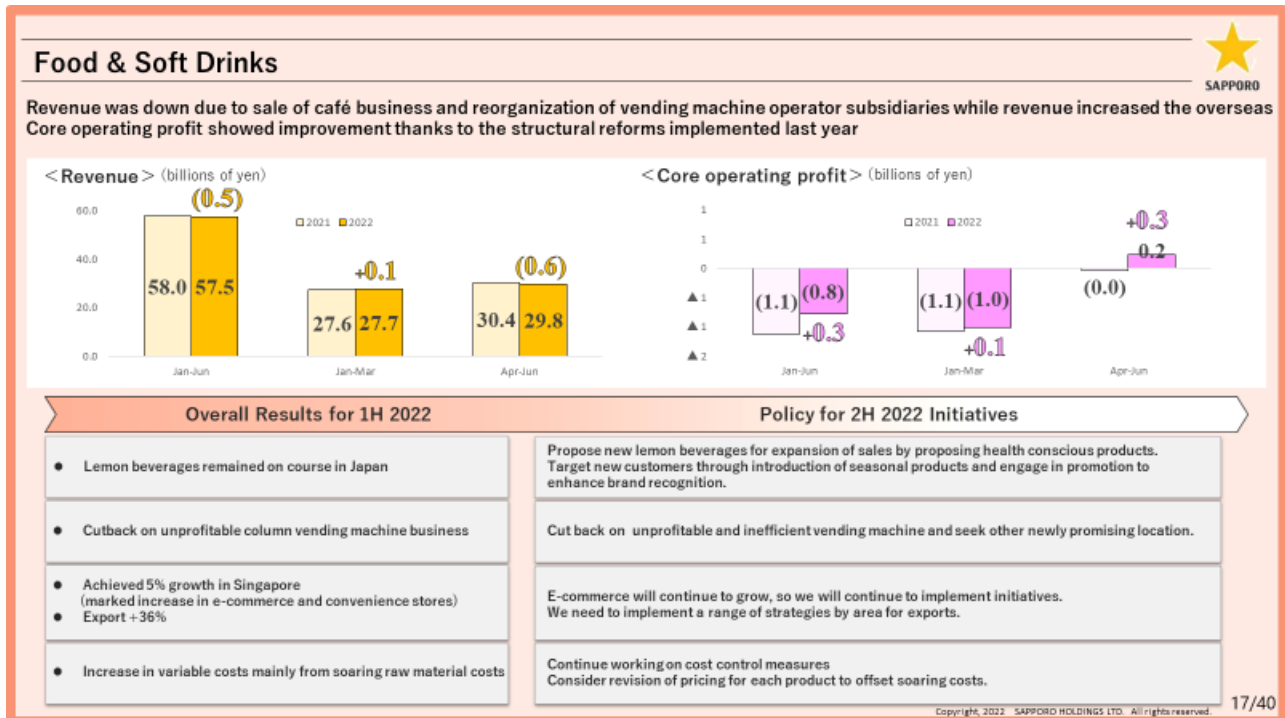 Food & Soft Drinks
SAPPORO
Revenue was down due to sale of café business and reorganization of vending machine operator subsidiaries while revenue increased the overseas
Core operating profit showed improvement thanks to the structural reforms implemented last year
<Revenue> (billions of yen)
(0.5)
60.0
40.0
20.0
0.0
2021 2022
58.0 57.5
+0.1
27.6 27.7
(0.6)
30.4 29.8
Jan-Jun
Jan-Mar
Apr-Jun
<Core operating profit> (billions of yen)
1
1
0
▲1
▲1
▲2
2021 2022
(1.1) (0.8)
+0.3
(1.1) (1.0)
+0.1
+0.3
0.2
(0.0)
Jan-Jun
Jan-Mar
Apr-Jun
Overall Results for 1H 2022
Policy for 2H 2022 Initiatives
● Lemon beverages remained on course in Japan
Propose new lemon beverages for expansion of sales by proposing health conscious products.
Target new customers through introduction of seasonal products and engage in promotion to
enhance brand recognition.
● Cutback on unprofitable column vending machine business
Cut back on unprofitable and inefficient vending machine and seek other newly promising location.
● Achieved 5% growth in Singapore
(marked increase in e-commerce and convenience stores)
● Export +36%
E-commerce will continue to grow, so we will continue to implement initiatives.
We need to implement a range of strategies by area for exports.
● Increase in variable costs mainly from soaring raw material costs
Continue working on cost control measures
Consider revision of pricing for each product to offset soaring costs.
Copyright, 2022 SAPPORO HOLDINGS LTD. All rights reserved.
17/40